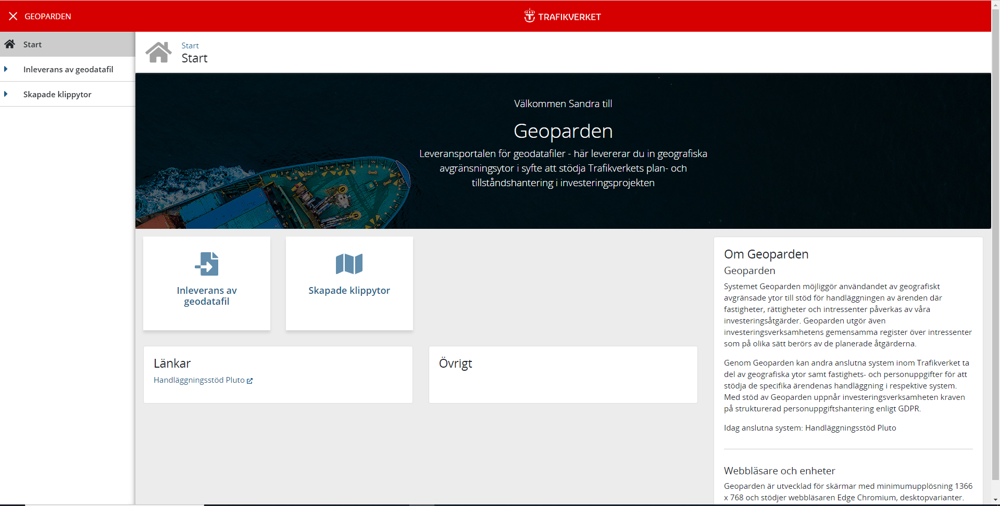 GEOPARDEN
TRAFIKVERKET
Start
Inleverans av geodatafil
Skapade klippytor
Start
Start
Välkommen Sandra till
Geoparden
Leveransportalen för geodatafiler - här levererar du in geografiska
avgränsningsytor i syfte att stödja Trafikverkets plan- och
tillståndshantering i investeringsprojekten
Inleverans av
geodatafil
Skapade klippytor
Länkar
Handläggningsstöd Pluto
Övrigt
Om Geoparden
Geoparden
Systemet Geoparden möjliggör användandet av geografiskt
avgränsade ytor till stöd för handläggningen av ärenden där
fastigheter, rättigheter och intressenter påverkas av våra
investeringsåtgärder. Geoparden utgör även
investeringsverksamhetens gemensamma register över intressenter
som på olika sätt berörs av de planerade åtgärderna.
Genom Geoparden kan andra anslutna system inom Trafikverket ta
del av geografiska ytor samt fastighets- och personuppgifter för att
stödja de specifika ärendenas handläggning i respektive system.
Med stöd av Geoparden uppnår investeringsverksamheten kraven
på strukturerad personuppgiftshantering enligt GDPR.
Idag anslutna system: Handläggningsstöd Pluto
Webbläsare och enheter
Geoparden är utvecklad för skärmar med minimumupplösning 1366
x 768 och stödjer webbläsaren Edge Chromium, desktopvarianter.